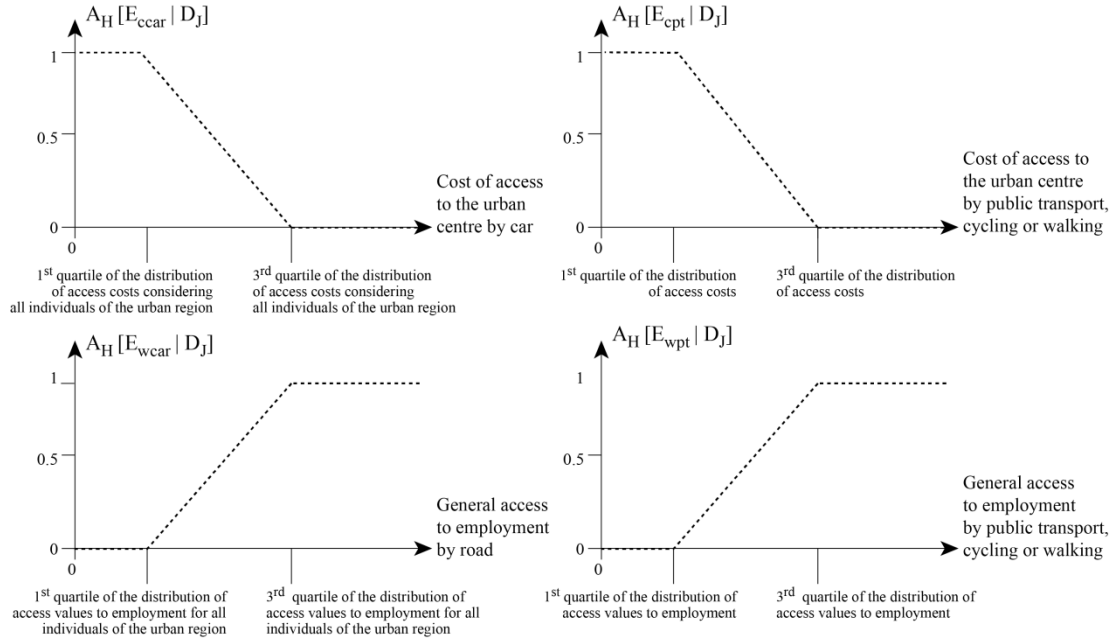 A_H [E_ccar | D_J]
1
0.5
0
0
Cost of access
to the urban
centre by car
1st quartile of the distribution
of access costs considering
all individuals of the urban region
3rd quartile of the distribution
of access costs considering
all individuals of the urban region
A_H [E_cpt | D_J]
1
0.5
0
0
Cost of access to
the urban centre
by public transport,
cycling or walking
1st quartile of the distribution
of access costs
3rd quartile of the distribution
of access costs
A_H [E_wcar | D_J]
1
0.5
0
0
General access
to employment
by road
1st quartile of the distribution of
access values to employment for all
individuals of the urban region
3rd quartile of the distribution of
access values to employment for all
individuals of the urban region
A_H [E_wpt | D_J]
1
0.5
0
0
General access
to employment
by public transport,
cycling or walking
1st quartile of the distribution of
access values to employment
3rd quartile of the distribution of
access values to employment